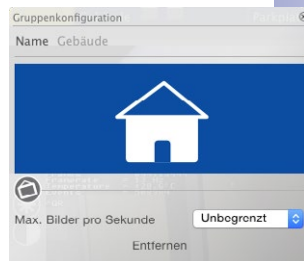 Gruppenkonfiguration
Name Gebäude
Max. Bilder pro Sekunde Unbegrenzt
Entfernen